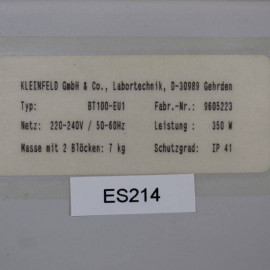 KLEINFELD GmbH & Co., Labortechnik, D-30989 Gehrden
Typ: BT100-EU1 Fabr.-Nr.: 9605223
Netz: 220-240V / 50-60Hz Leistung : 350 W
Masse mit 2 Blöcken: 7 kg Schutzgrad: IP 41
ES214